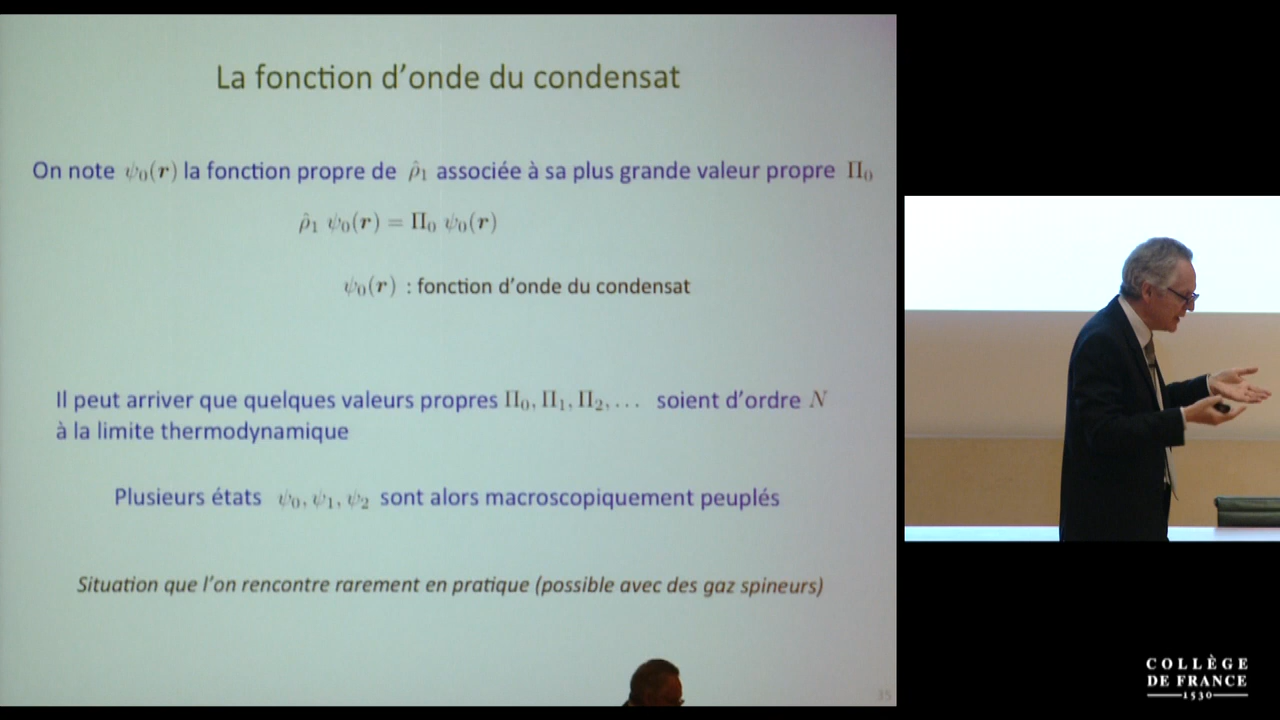 La fonction d'onde du condensat
On note ψ₀(r) la fonction propre de ρ̂₁ associée à sa plus grande valeur propre Π₀
ρ̂₁ ψ₀(r) = Π₀ ψ₀(r)
ψ₀(r) : fonction d'onde du condensat
Il peut arriver que quelques valeurs propres Π₀, Π₁, Π₂, ... soient d'ordre N
à la limite thermodynamique
Plusieurs états ψ₀, ψ₁, ψ₂ sont alors macroscopiquement peuplés
Situation que l'on rencontre rarement en pratique (possible avec des gaz spineurs)
35
COLLÈGE
DE FRANCE
1530